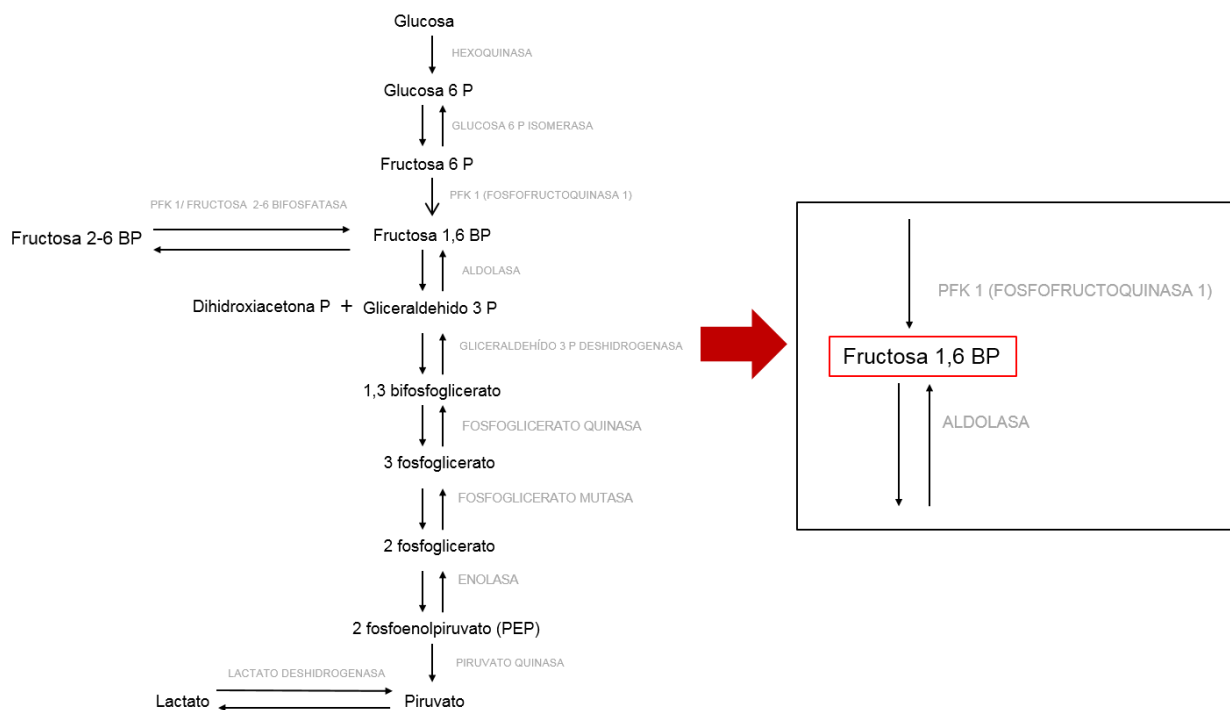 Glucosa
HEXOQUINASA
Glucosa 6 P
GLUCOSA 6 P ISOMERASA
Fructosa 6 P
PFK 1 (FOSFOFRUCTOQUINASA 1)
PFK 1/ FRUCTOSA 2-6 BIFOSFATASA
Fructosa 2-6 BP
Fructosa 1,6 BP
ALDOLASA
Dihidroxiacetona P + Gliceraldehido 3 P
GLICERALDEHÍDO 3 P DESHIDROGENASA
1,3 bifosfoglicerato
FOSFOGLICERATO QUINASA
3 fosfoglicerato
FOSFOGLICERATO MUTASA
2 fosfoglicerato
ENOLASA
2 fosfoenolpiruvato (PEP)
PIRUVATO QUINASA
LACTATO DESHIDROGENASA
Lactato
Piruvato
PFK 1 (FOSFOFRUCTOQUINASA 1)
Fructosa 1,6 BP
ALDOLASA